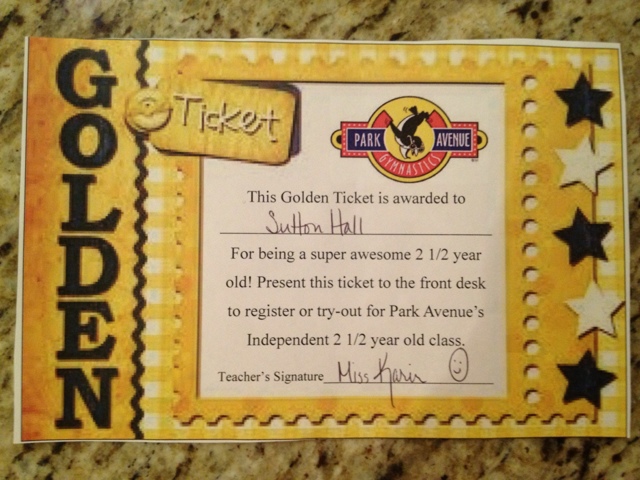 GOLDEN
Ticket
PARK AVENUE
GYMNASTICS
This Golden Ticket is awarded to
Sutton Hall
For being a super awesome 2 1/2 year
old! Present this ticket to the front desk
to register or try-out for Park Avenue's
Independent 2 1/2 year old class.
Teacher's Signature Miss Karin